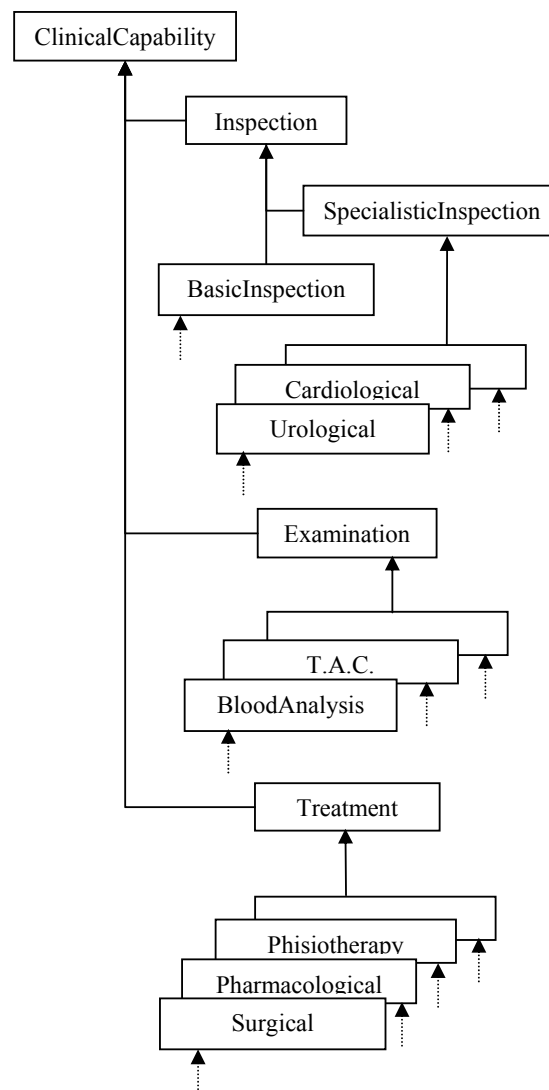 ClinicalCapability
Inspection
SpecialisticInspection
BasicInspection
Cardiological
Urological
Examination
T.A.C.
BloodAnalysis
Treatment
Phisiotherapy
Pharmacological
Surgical